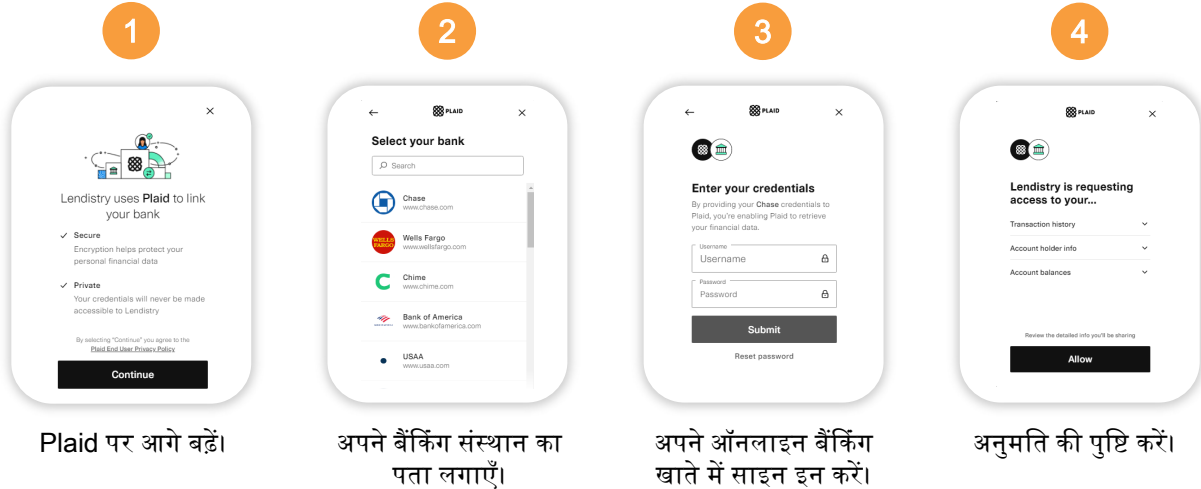 1
Lendistry uses Plaid to link
your bank
Secure
Encryption helps protect your
personal financial data
Private
Your credentials will never be made
accessible to Lendistry
By selecting "Continue" you agree to the
Plaid End User Privacy Policy
Continue
Plaid पर आगे बढ़ें।
2
PLAID
Select your bank
Search
Chase
www.chase.com
WELLS
FARGO
Wells Fargo
www.wellsfargo.com
Chime
www.chime.com
Bank of America
www.bankofamerica.com
USAA
www.usaa.com
अपने बैंकिंग संस्थान का
पता लगाएँ।
3
PLAID
Enter your credentials
By providing your Chase credentials to
Plaid, you're enabling Plaid to retrieve
your financial data.
Username
Username
Password
Password
Submit
Reset password
अपने ऑनलाइन बैंकिंग
खाते में साइन इन करें।
4
PLAID
Lendistry is requesting
access to your...
Transaction history
Account holder info
Account balances
Review the detailed info you'll be sharing
Allow
अनुमति की पुष्टि करें।